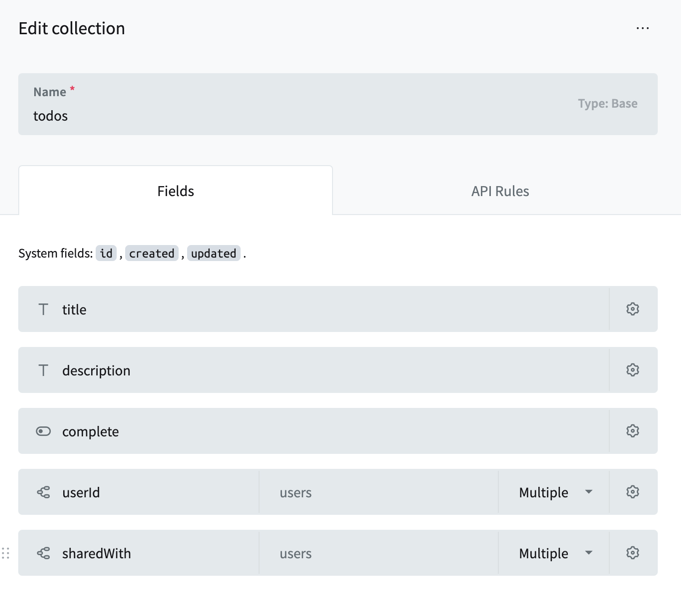 Edit collection
Name *
todos
Type: Base
Fields
API Rules
System fields: id , created , updated .
title
description
complete
userId users Multiple
sharedWith users Multiple